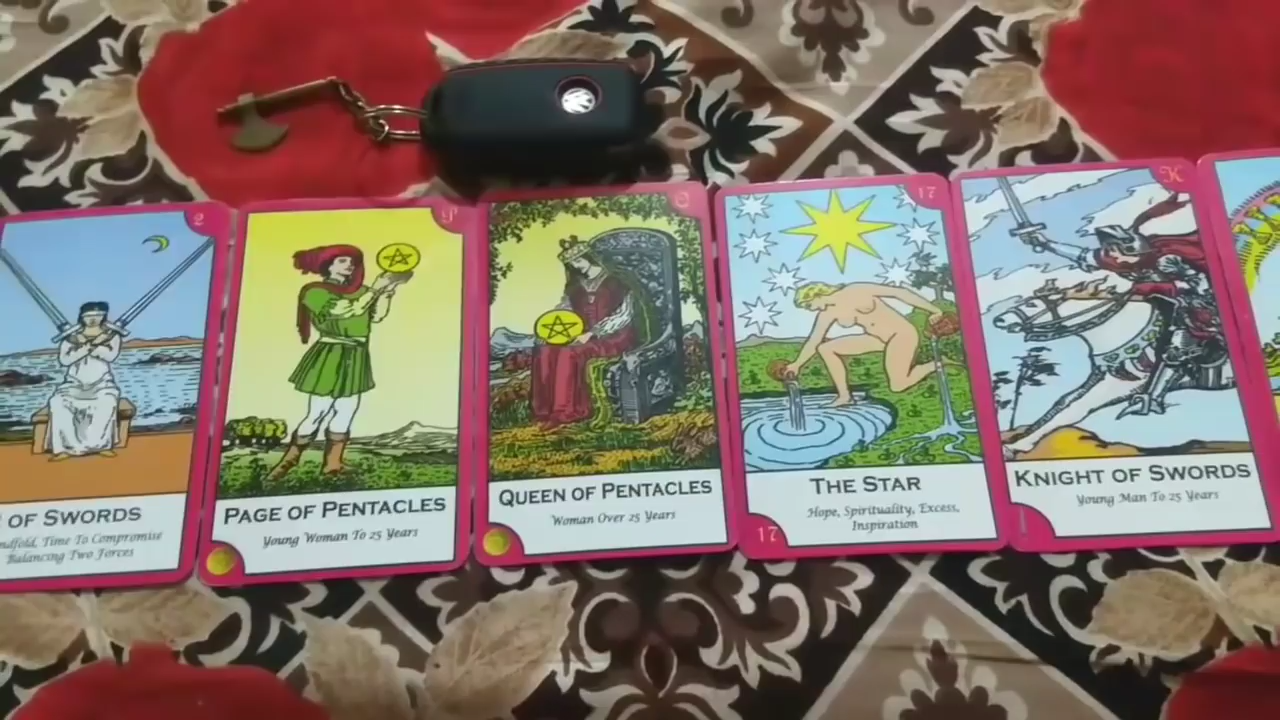 2
OF SWORDS
Time To Compromise
Balancing Two Forces
P
PAGE OF PENTACLES
Young Woman To 25 Years
Q
QUEEN OF PENTACLES
Woman Over 25 Years
17
THE STAR
Hope, Spirituality, Excess,
Inspiration
17
K
KNIGHT OF SWORDS
Young Man To 25 Years